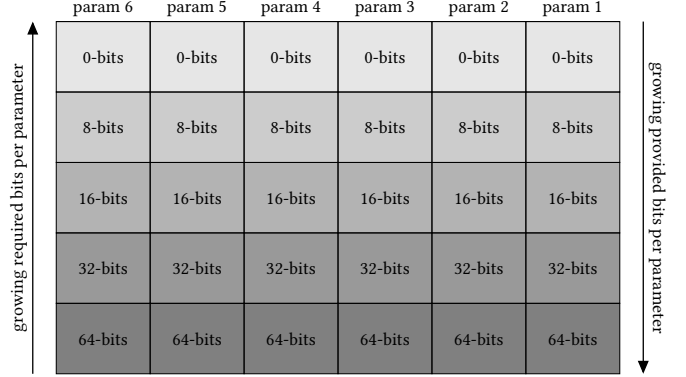 param 6 param 5 param 4 param 3 param 2 param 1
0-bits 0-bits 0-bits 0-bits 0-bits 0-bits
8-bits 8-bits 8-bits 8-bits 8-bits 8-bits
16-bits 16-bits 16-bits 16-bits 16-bits 16-bits
32-bits 32-bits 32-bits 32-bits 32-bits 32-bits
64-bits 64-bits 64-bits 64-bits 64-bits 64-bits
growing required bits per parameter
growing provided bits per parameter